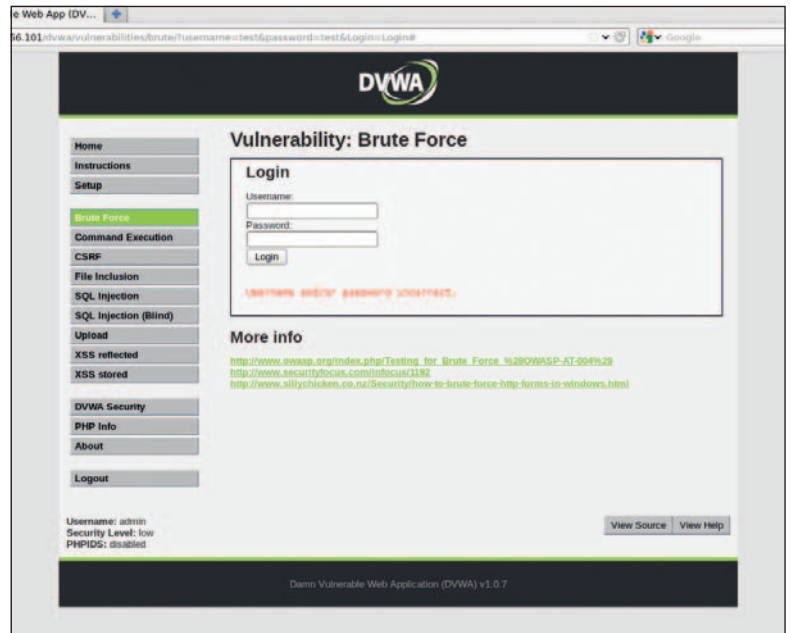 e Web App (DV...
56.101/dvwa/vulnerabilities/brute/?username=test&password=test&Login=Login#
Google
DVWA
Home
Instructions
Setup
Brute Force
Command Execution
CSRF
File Inclusion
SQL Injection
SQL Injection (Blind)
Upload
XSS reflected
XSS stored
DVWA Security
PHP Info
About
Logout
Vulnerability: Brute Force
Login
Username:
Password:
Login
Username and/or password incorrect.
More info
http://www.owasp.org/index.php/Testing_for_Brute_Force_%28OWASP-AT-004%29
http://www.securityfocus.com/infocus/1192
http://www.sillychicken.co.nz/Security/how-to-brute-force-http-forms-in-windows.html
Username: admin
Security Level: low
PHPIDS: disabled
View Source
View Help
Damn Vulnerable Web Application (DVWA) v1.0.7